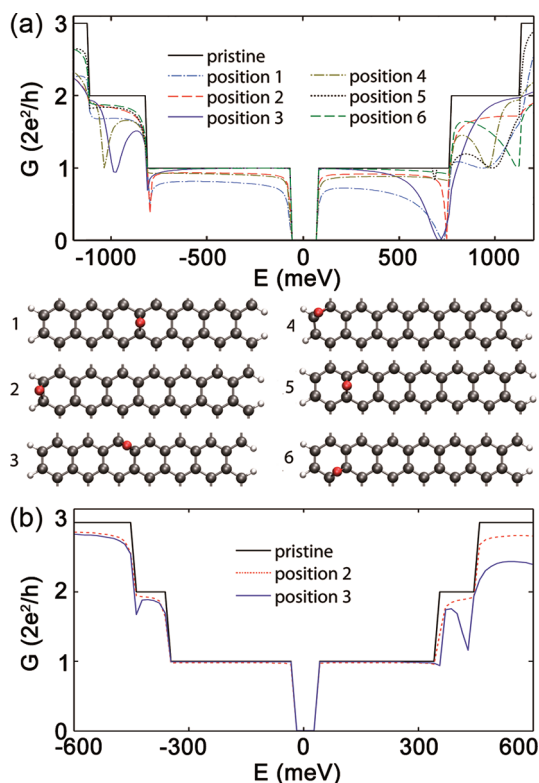 (a)
G (2e²/h)
3
2
1
0
pristine
position 1
position 2
position 3
position 4
position 5
position 6
-1000 -500 0 500 1000
E (meV)
1
2
3
4
5
6
(b)
G (2e²/h)
3
2
1
0
pristine
position 2
position 3
-600 -300 0 300 600
E (meV)